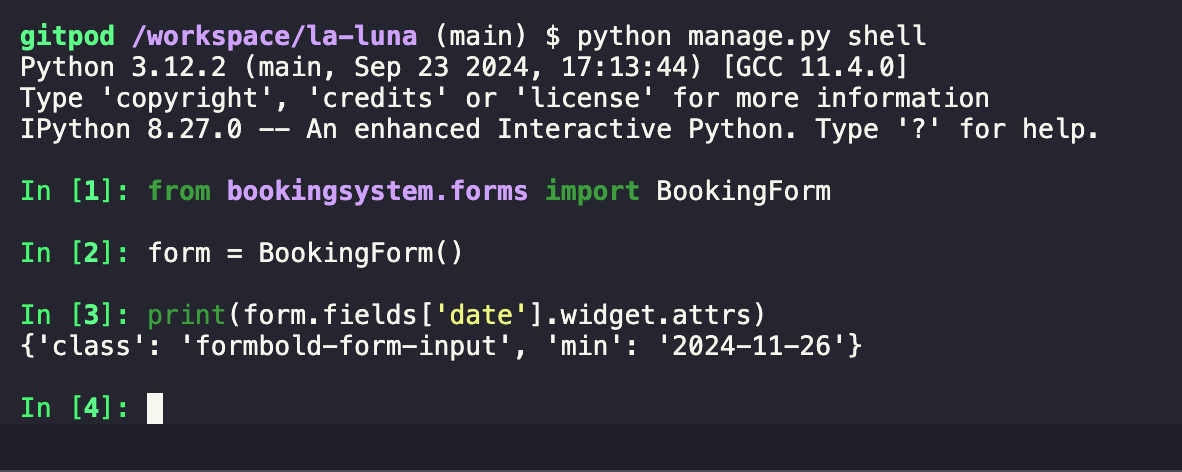 gitpod /workspace/la-luna (main) $ python manage.py shell
Python 3.12.2 (main, Sep 23 2024, 17:13:44) [GCC 11.4.0]
Type 'copyright', 'credits' or 'license' for more information
IPython 8.27.0 -- An enhanced Interactive Python. Type '?' for help.
In [1]: from bookingsystem.forms import BookingForm
In [2]: form = BookingForm()
In [3]: print(form.fields['date'].widget.attrs)
{'class': 'formbold-form-input', 'min': '2024-11-26'}
In [4]: